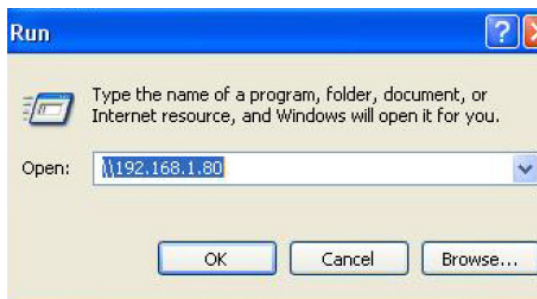 Run
Type the name of a program, folder, document, or
Internet resource, and Windows will open it for you.
Open:
\\192.168.1.80
OK
Cancel
Browse...